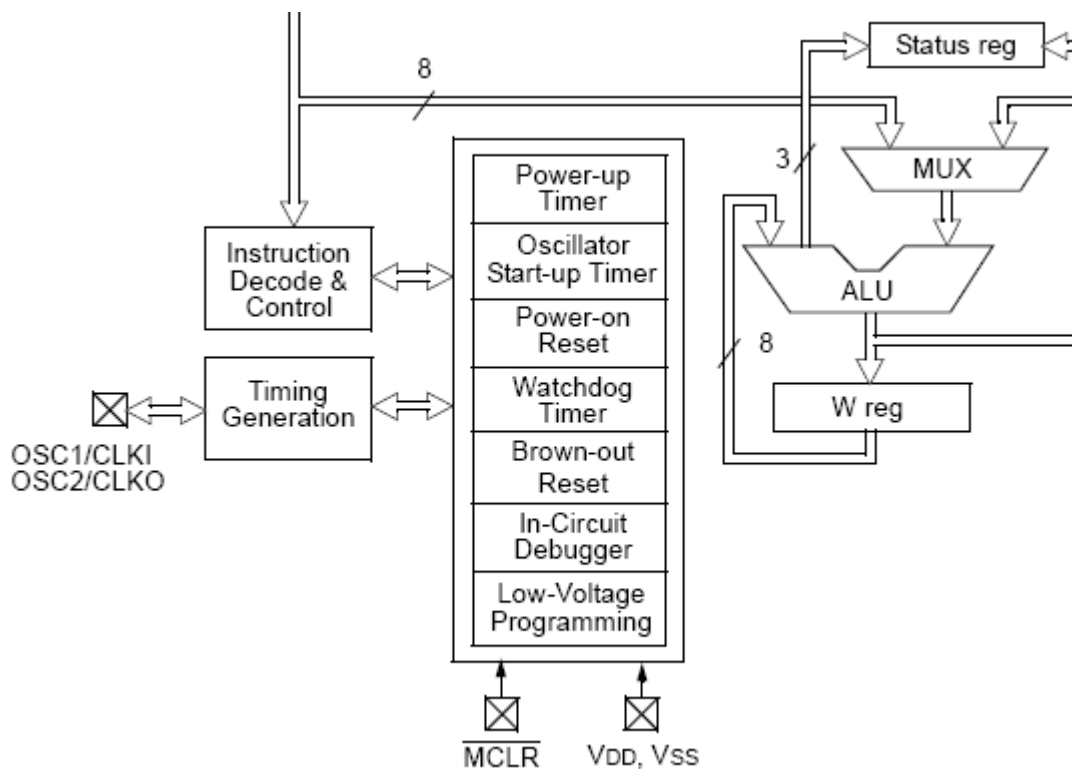 Status reg
8
3
MUX
Power-up
Timer
Instruction
Decode &
Control
Oscillator
Start-up Timer
ALU
Power-on
Reset
8
Timing
Generation
Watchdog
Timer
W reg
OSC1/CLKI
OSC2/CLKO
Brown-out
Reset
In-Circuit
Debugger
Low-Voltage
Programming
MCLR
VDD, VSS